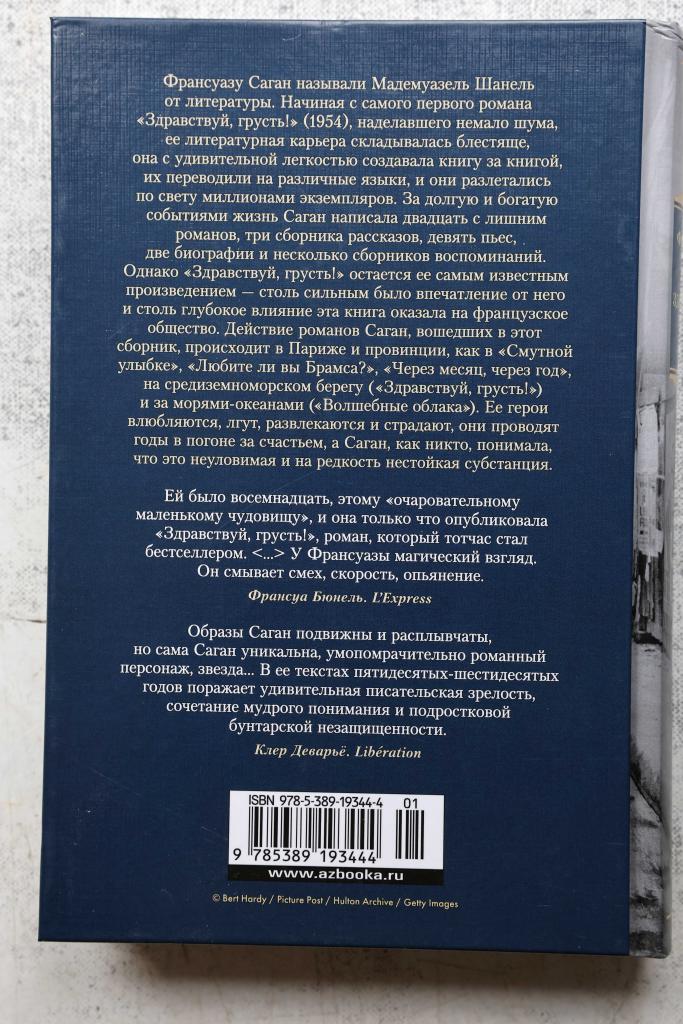 Франсуазу Саган называли Мадемуазель Шанель
от литературы. Начиная с самого первого романа
«Здравствуй, грусть!» (1954), наделавшего немало шума,
ее литературная карьера складывалась блестяще,
она с удивительной легкостью создавала книгу за книгой,
их переводили на различные языки, и они разлетались
по свету миллионами экземпляров. За долгую и богатую
событиями жизнь Саган написала двадцать с лишним
романов, три сборника рассказов, девять пьес,
две биографии и несколько сборников воспоминаний.
Однако «Здравствуй, грусть!» остается ее самым известным
произведением — столь сильным было впечатление от него
и столь глубокое влияние эта книга оказала на французское
общество. Действие романов Саган, вошедших в этот
сборник, происходит в Париже и провинции, как в «Смутной
улыбке», «Любите ли вы Брамса?», «Через месяц, через год»,
на средиземноморском берегу («Здравствуй, грусть!»)
и за морями-океанами («Волшебные облака»). Ее герои
влюбляются, лгут, развлекаются и страдают, они проводят
годы в погоне за счастьем, а Саган, как никто, понимала,
что это неуловимая и на редкость нестойкая субстанция.
Ей было восемнадцать, этому «очаровательному
маленькому чудовищу», и она только что опубликовала
«Здравствуй, грусть!», роман, который тотчас стал
бестселлером. <...> У Франсуазы магический взгляд.
Он смывает смех, скорость, опьянение.
Франсуа Бюнель. L'Express
Образы Саган подвижны и расплывчаты,
но сама Саган уникальна, умопомрачительно романный
персонаж, звезда... В ее текстах пятидесятых-шестидесятых
годов поражает удивительная писательская зрелость,
сочетание мудрого понимания и подростковой
бунтарской незащищенности.
Клер Деварьё. Libération
ISBN 978-5-389-19344-4 01
9 785389 193444
www.azbooka.ru
© Bert Hardy / Picture Post / Hulton Archive / Getty Images